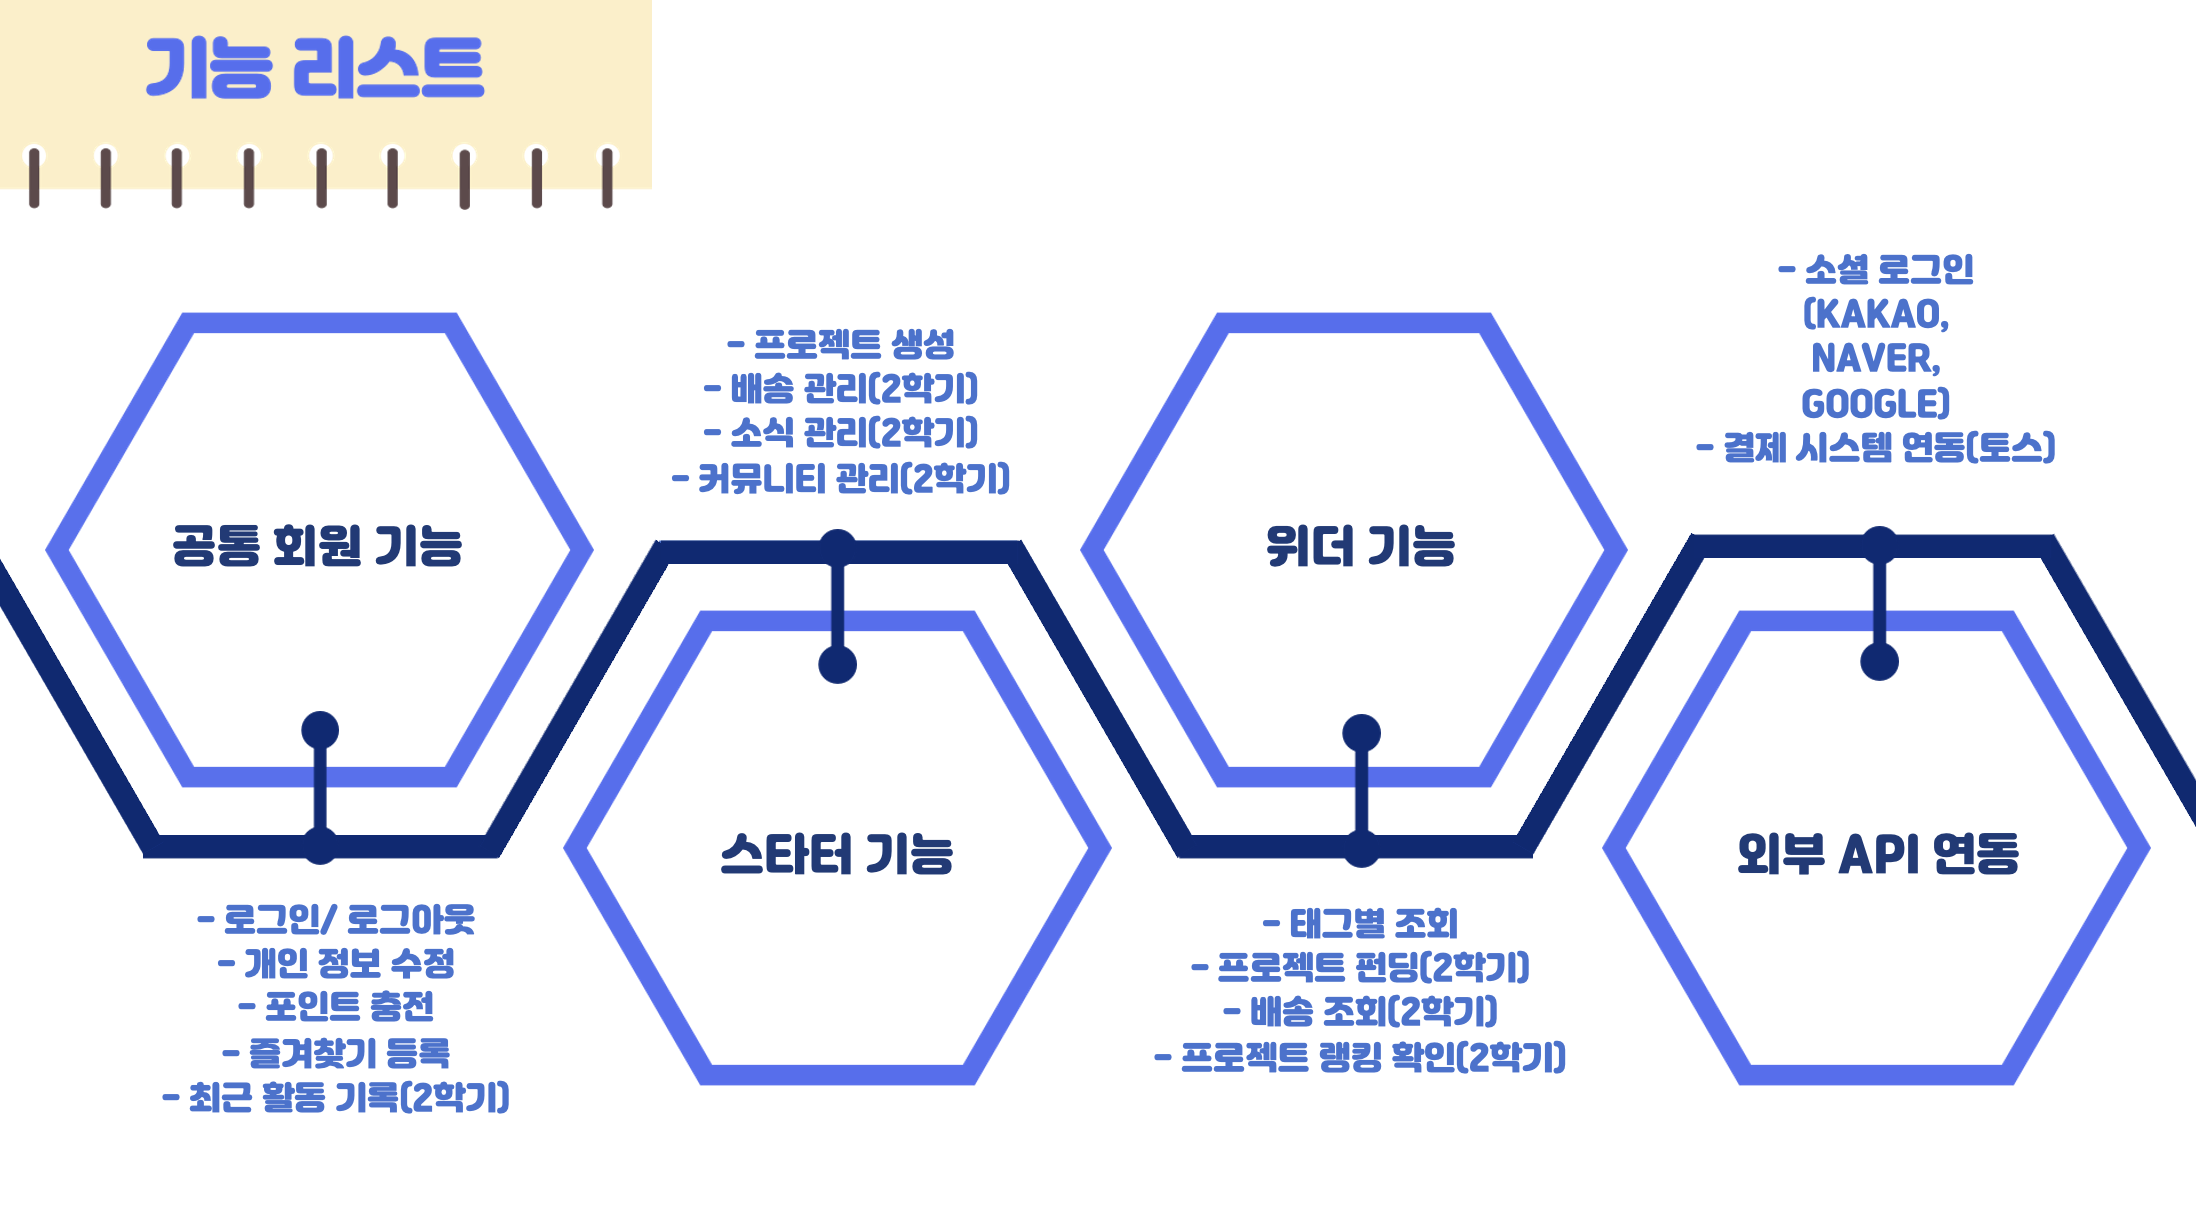 기능 리스트
공통 회원 기능
- 로그인/ 로그아웃
- 개인 정보 수정
- 포인트 충전
- 즐겨찾기 등록
- 최근 활동 기록(2학기)
- 프로젝트 생성
- 배송 관리(2학기)
- 소식 관리(2학기)
- 커뮤니티 관리(2학기)
스타터 기능
위더 기능
- 태그별 조회
- 프로젝트 펀딩(2학기)
- 배송 조회(2학기)
- 프로젝트 랭킹 확인(2학기)
- 소셜 로그인
(KAKAO,
NAVER,
GOOGLE)
- 결제 시스템 연동(토스)
외부 API 연동